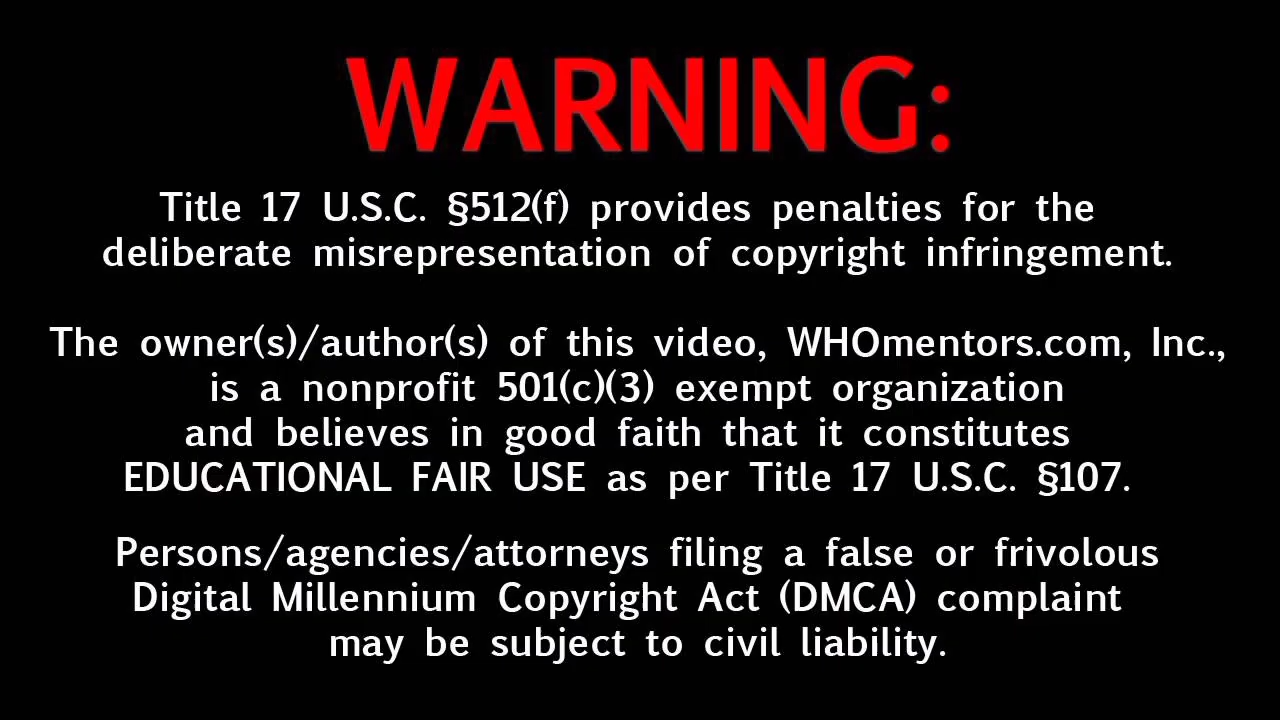 WARNING:
Title 17 U.S.C. §512(f) provides penalties for the
deliberate misrepresentation of copyright infringement.
The owner(s)/author(s) of this video, WHOmentors.com, Inc.,
is a nonprofit 501(c)(3) exempt organization
and believes in good faith that it constitutes
EDUCATIONAL FAIR USE as per Title 17 U.S.C. §107.
Persons/agencies/attorneys filing a false or frivolous
Digital Millennium Copyright Act (DMCA) complaint
may be subject to civil liability.